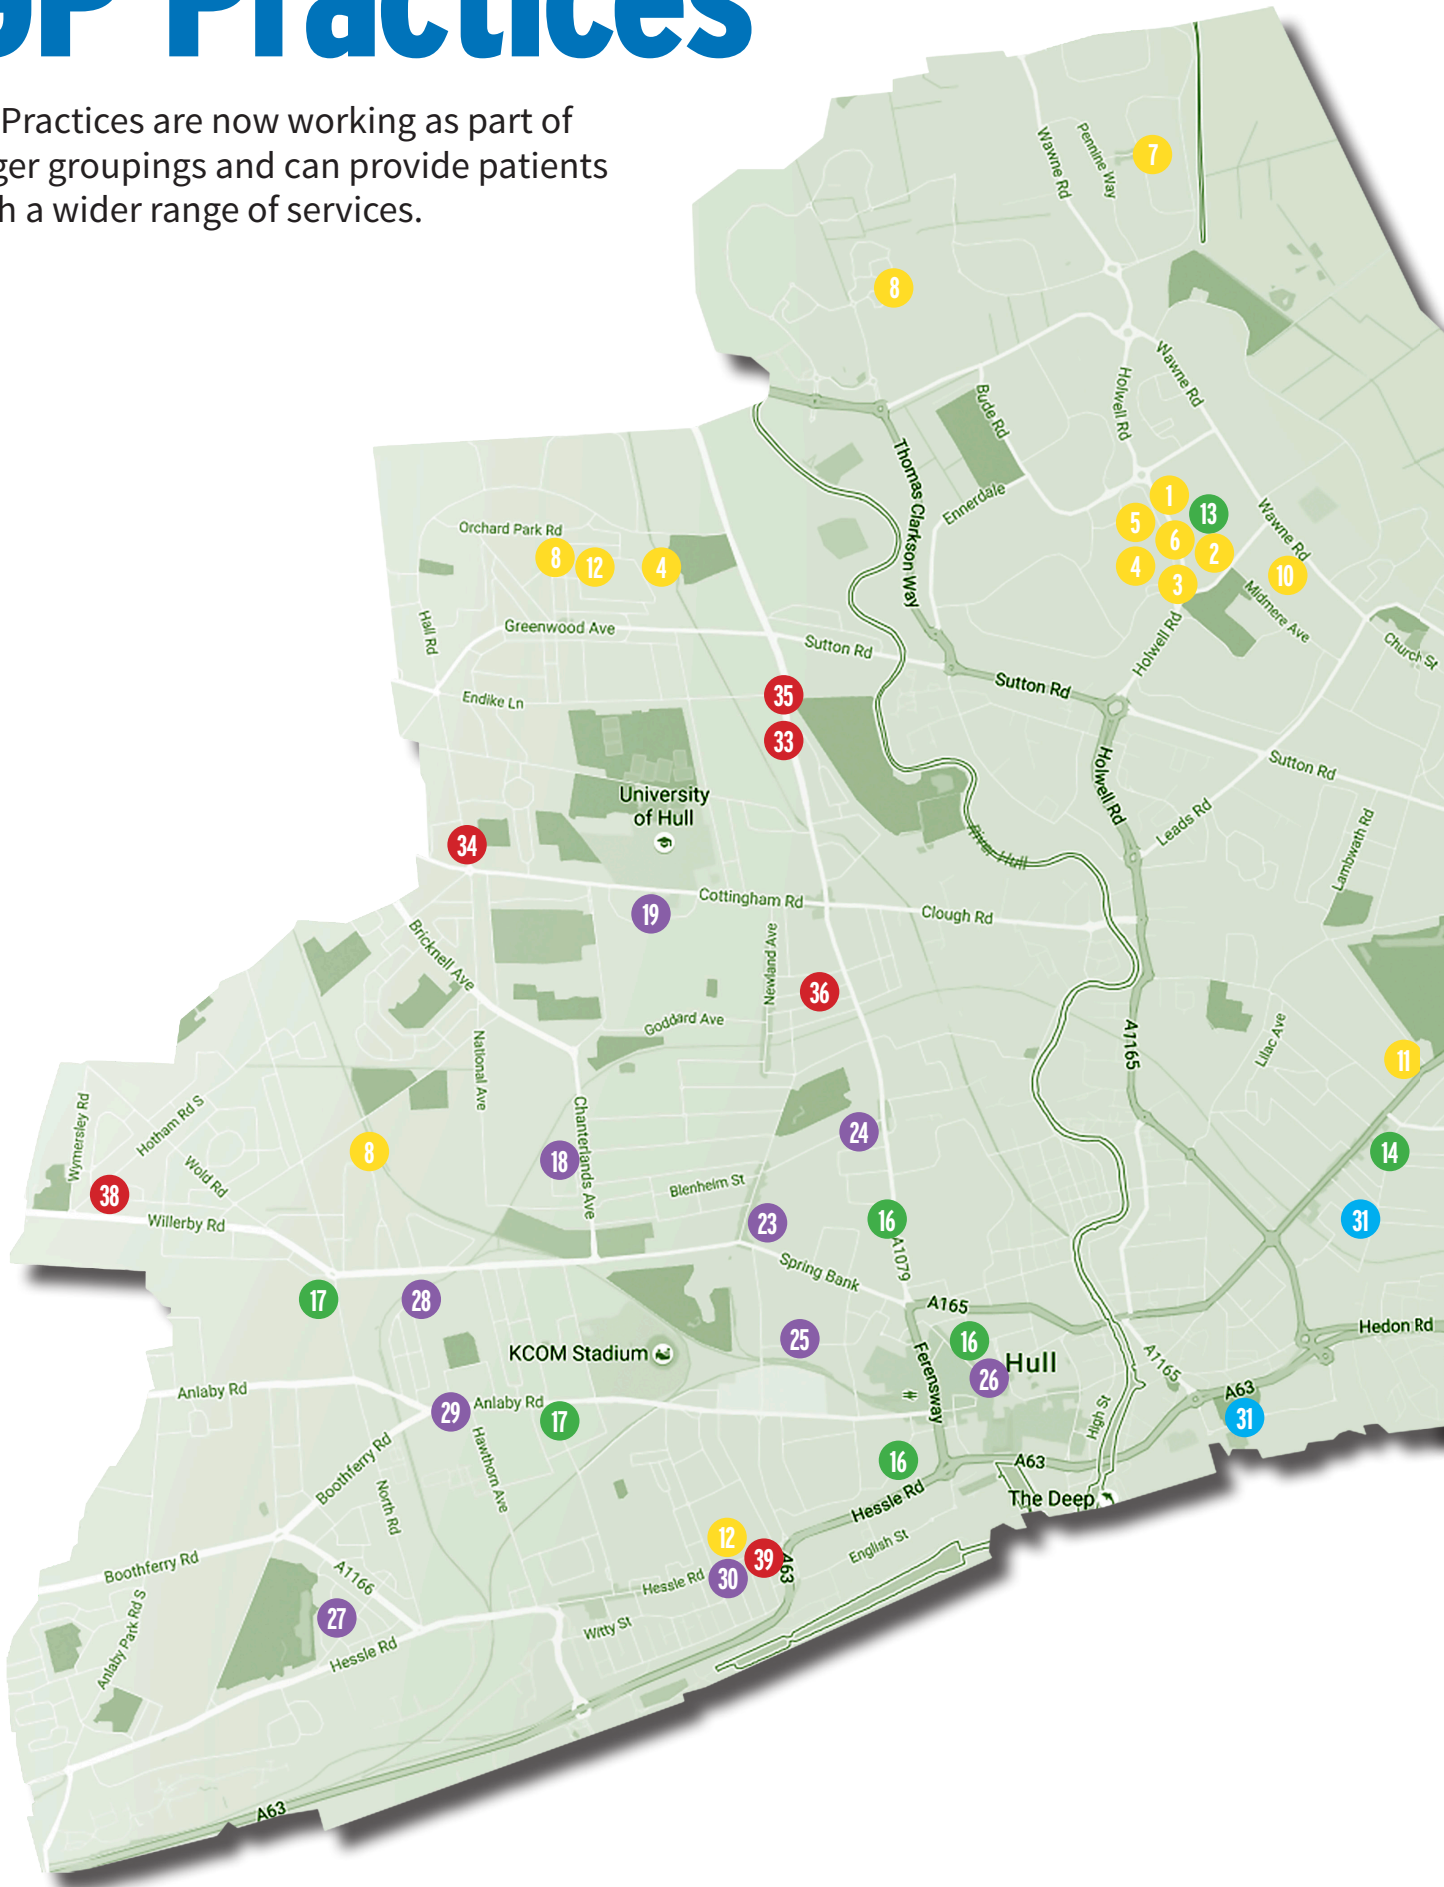 GP Practices
Practices are now working as part of
ger groupings and can provide patients
h a wider range of services.
Wawne Rd
Pennine Way
7
8
Wawne Rd
Holwell Rd
Bude Rd
Thomas Clarkson Way
Ennerdale
1
13
5
6
2
4
3
10
Wawne Rd
Midmere Ave
Church St
Orchard Park Rd
8
12
4
Hall Rd
Greenwood Ave
Sutton Rd
Holwell Rd
Endike Ln
35
Sutton Rd
33
Holwell Rd
Sutton Rd
University
of Hull
Leads Rd
Lambwath Rd
34
River Hull
Cottingham Rd
Clough Rd
19
Bricknell Ave
Newland Ave
36
Goddard Ave
National Ave
A1165
Lilac Ave
11
Wymersley Rd
Hotham Rd S
Wold Rd
8
18
Chanterlands Ave
24
14
38
Blenheim St
Willerby Rd
23
16
31
A1079
Spring Bank
17
28
A165
Hedon Rd
25
16
Hull
KCOM Stadium
26
Ferensway
A1165
Anlaby Rd
29
Anlaby Rd
17
High St
A63
31
Hawthorn Ave
Boothferry Rd
16
A63
North Rd
Hessle Rd
The Deep
12
39
A63
English St
Boothferry Rd
A1166
Hessle Rd
30
27
Witty St
Anlaby Park Rd S
Hessle Rd
A63